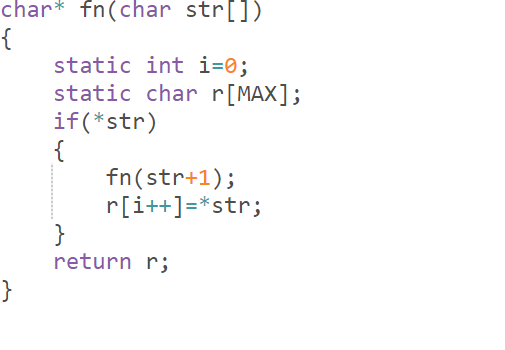 char* fn(char str[])
{
    static int i=0;
    static char r[MAX];
    if(*str)
    {
        fn(str+1);
        r[i++]=*str;
    }
    return r;
}